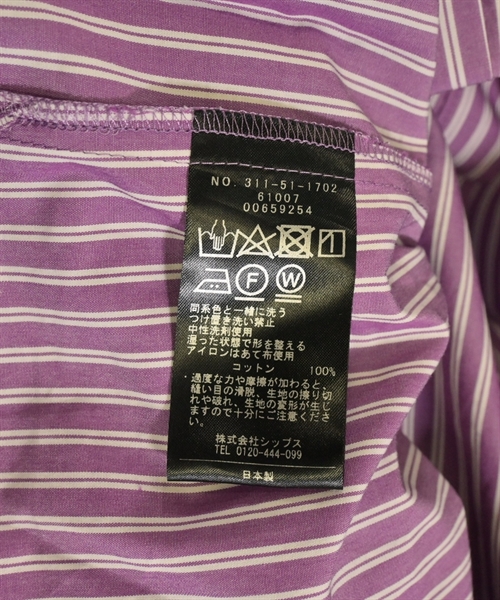 NO. 311-51-1702
61007
00659254
F W
同系色と一緒に洗う
つけ置き洗い禁止
中性洗剤使用
湿った状態で形を整える
アイロンはあて布使用
コットン 100%
・過度な力や摩擦が加わると、
縫い目の滑脱、生地の擦り切
れや破れ、生地の変形が生じ
ますので十分にご注意くださ
い。
株式会社シップス
TEL 0120-444-099
日本製